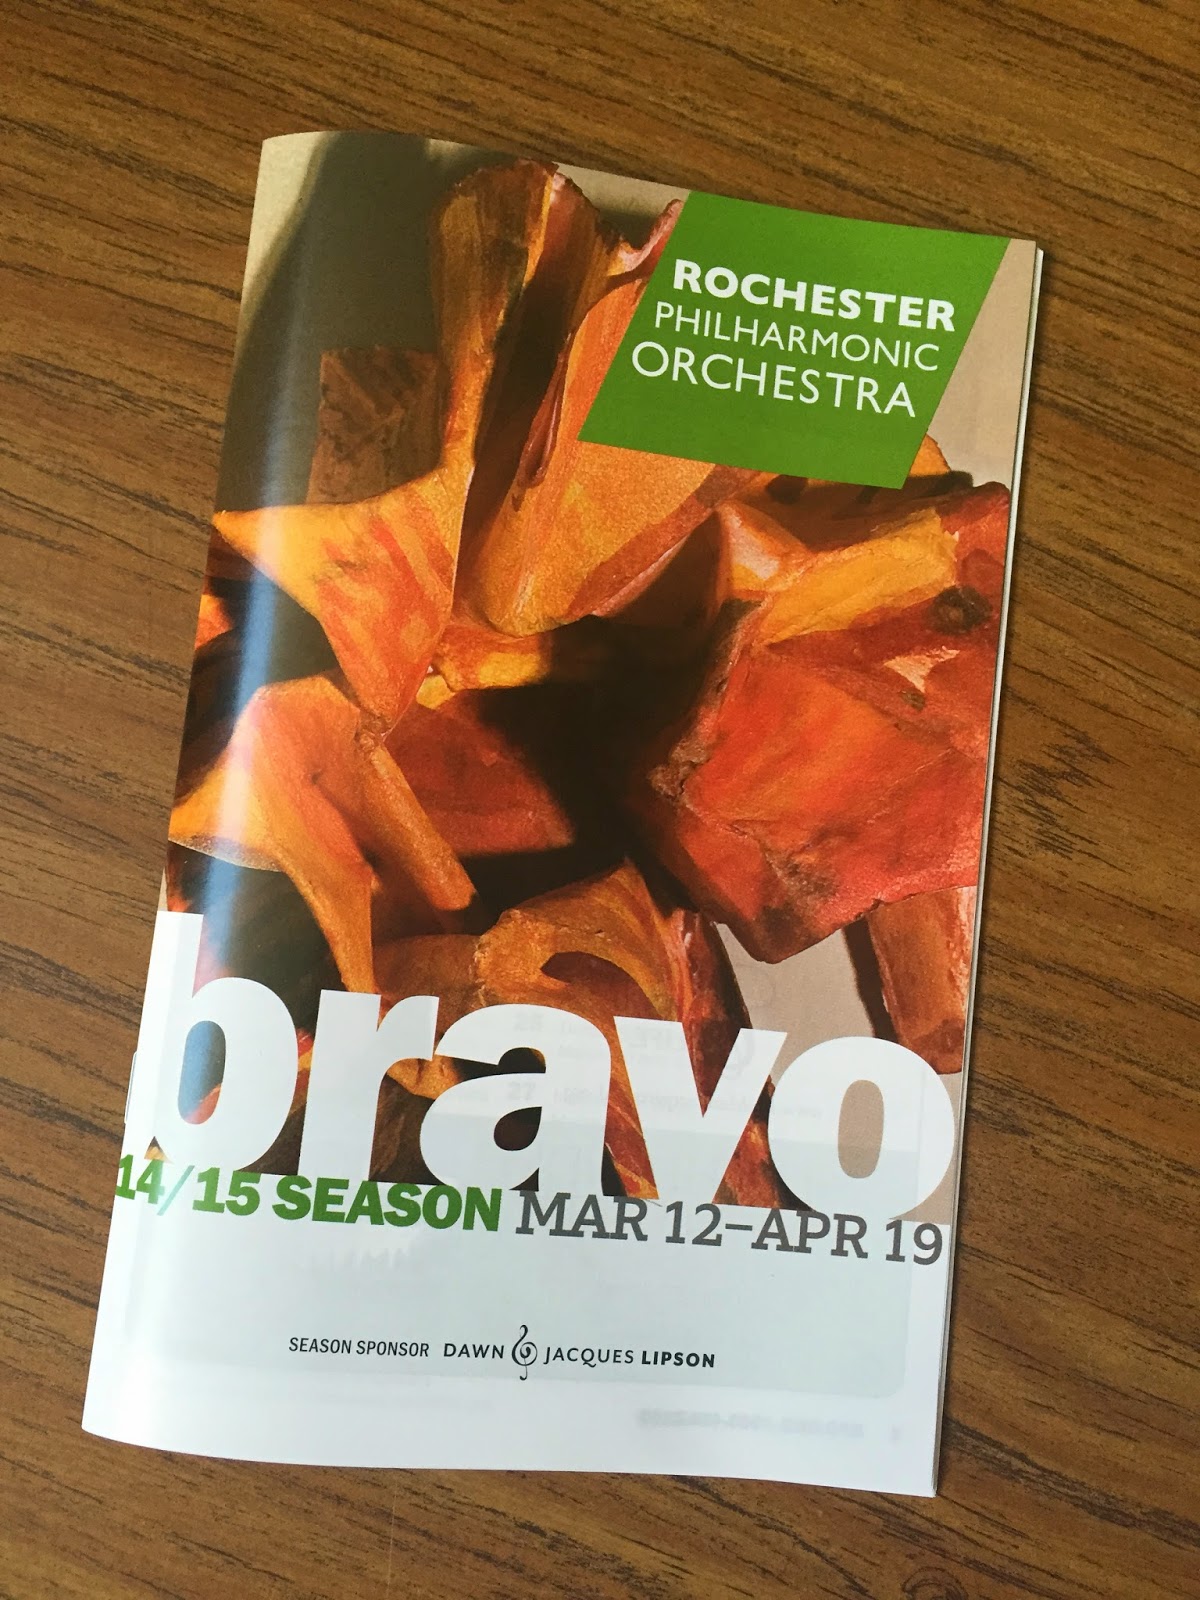 ROCHESTER
PHILHARMONIC
ORCHESTRA
bravo
14/15 SEASON MAR 12–APR 19
SEASON SPONSOR DAWN & JACQUES LIPSON